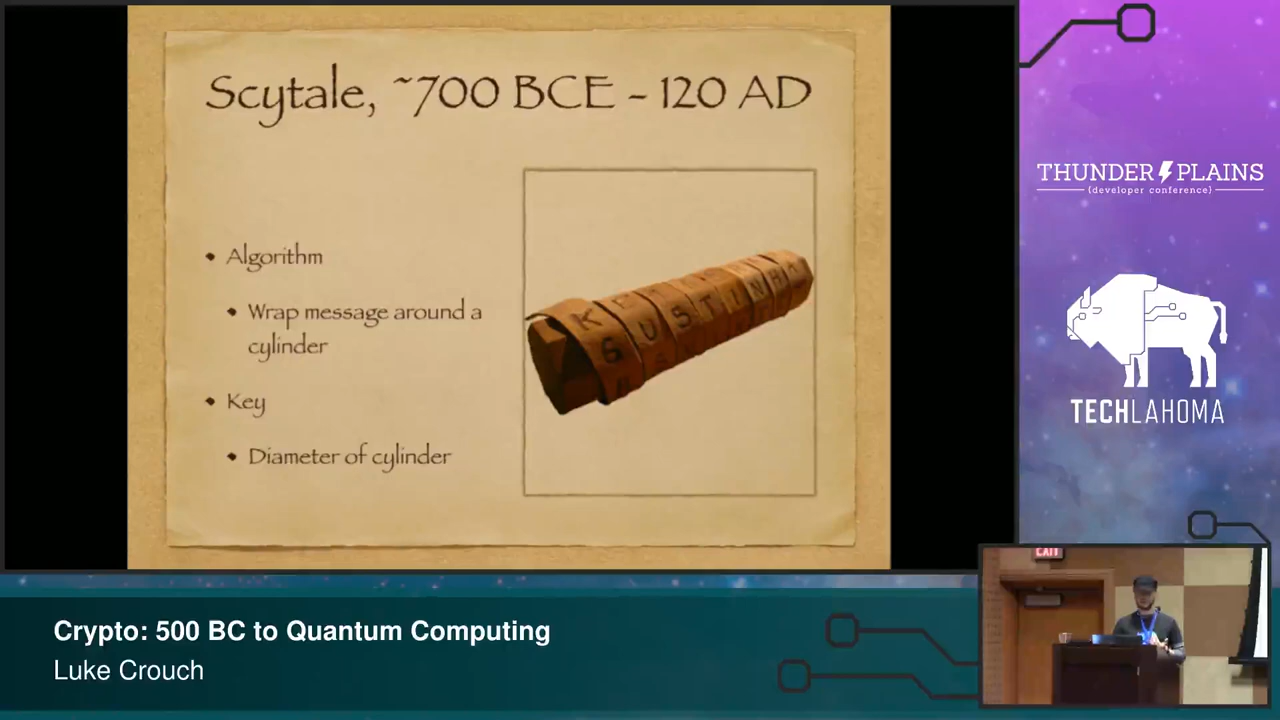 Scytale, ~700 BCE - 120 AD
• Algorithm
• Wrap message around a
cylinder
• Key
• Diameter of cylinder
THUNDER PLAINS
{developer conference}
TECHLAHOMA
EXIT
Crypto: 500 BC to Quantum Computing
Luke Crouch